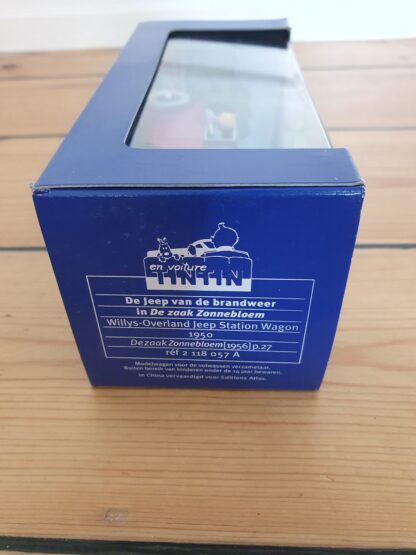 en voiture
TINTIN
De jeep van de brandweer
in De zaak Zonnebloem
Willys-Overland Jeep Station Wagon
1950
De zaak Zonnebloem[1956]p.27
réf 2 118 057 A
Modelwagen voor de volwassen verzamelaar.
Buiten bereik van kinderen onder de 14 jaar bewaren.
In China vervaardigd voor Editions Atlas.